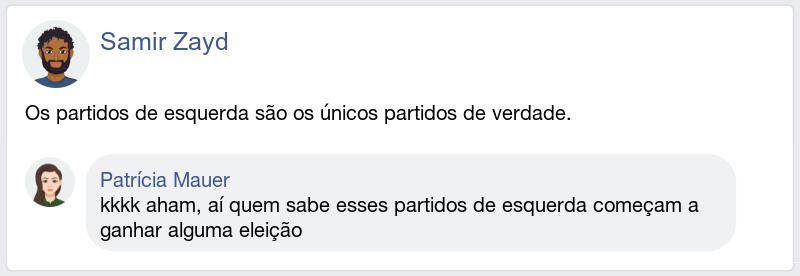 Samir Zayd
Os partidos de esquerda são os únicos partidos de verdade.
Patrícia Mauer
kkkk aham, aí quem sabe esses partidos de esquerda começam a
ganhar alguma eleição